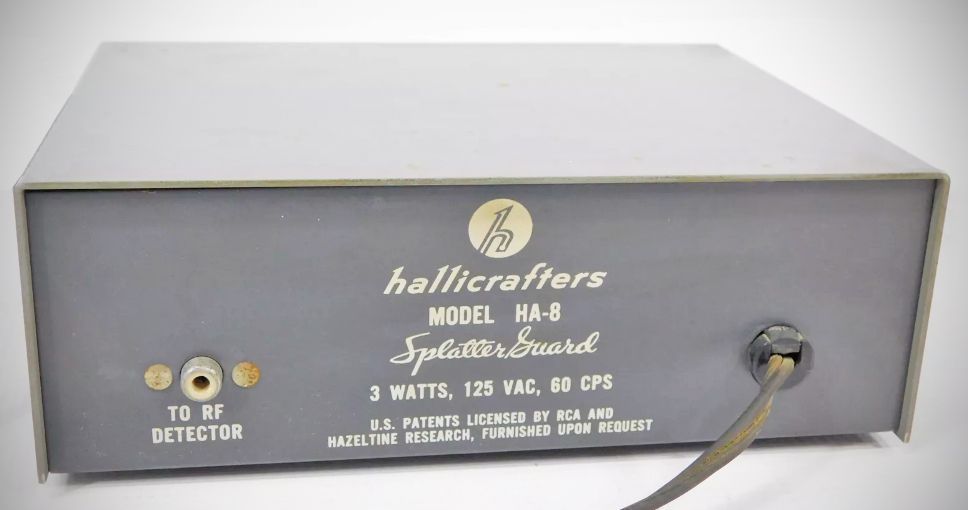 h
hallicrafters
MODEL HA-8
Splatter Guard
3 WATTS, 125 VAC, 60 CPS
TO RF
DETECTOR
U.S. PATENTS LICENSED BY RCA AND
HAZELTINE RESEARCH, FURNISHED UPON REQUEST